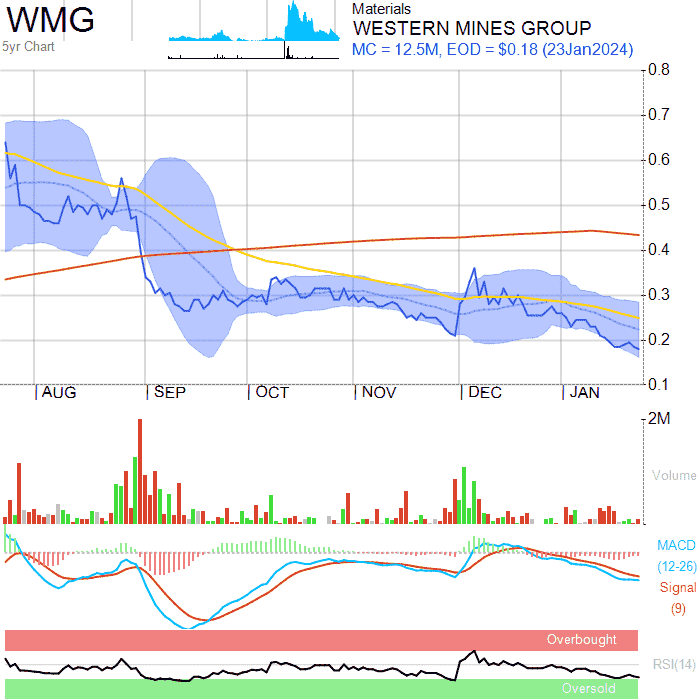 WMG
5yr Chart
Materials
WESTERN MINES GROUP
MC = 12.5M, EOD = $0.18 (23Jan2024)
0.8
0.7
0.6
0.5
0.4
0.3
0.2
0.1
AUG SEP OCT NOV DEC JAN
2M
Volume
MACD
(12-26)
Signal
(9)
Overbought
RSI(14)
Oversold